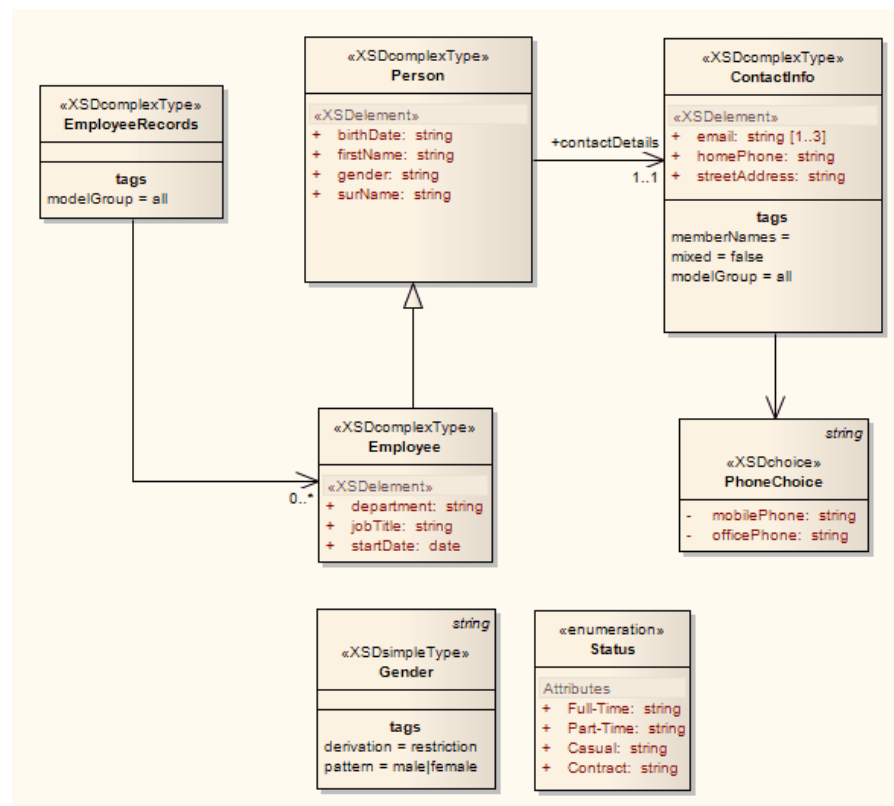 «XSDcomplexType»
EmployeeRecords
tags
modelGroup = all
«XSDcomplexType»
Person
«XSDelement»
+ birthDate: string
+ firstName: string
+ gender: string
+ surName: string
+contactDetails
1..1
«XSDcomplexType»
ContactInfo
«XSDelement»
+ email: string [1..3]
+ homePhone: string
+ streetAddress: string
tags
memberNames =
mixed = false
modelGroup = all
0..*
«XSDcomplexType»
Employee
«XSDelement»
+ department: string
+ jobTitle: string
+ startDate: date
string
«XSDchoice»
PhoneChoice
- mobilePhone: string
- officePhone: string
string
«XSDsimpleType»
Gender
tags
derivation = restriction
pattern = male|female
«enumeration»
Status
Attributes
+ Full-Time: string
+ Part-Time: string
+ Casual: string
+ Contract: string